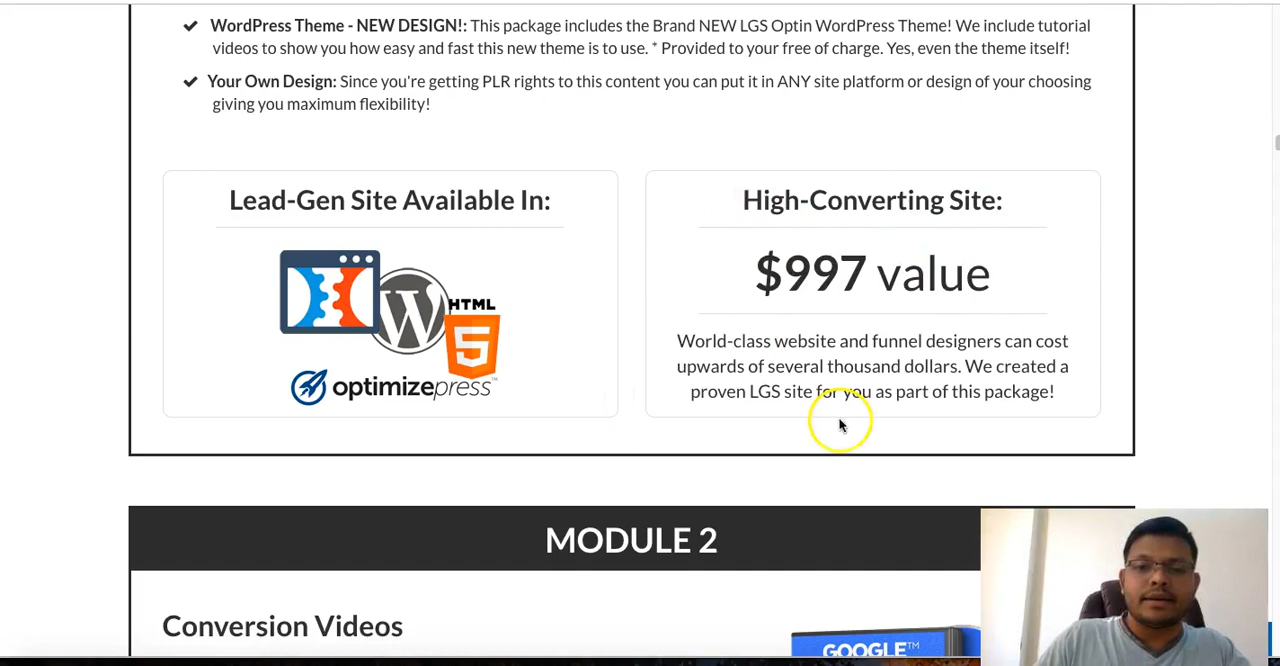 WordPress Theme - NEW DESIGN!: This package includes the Brand NEW LGS Optin WordPress Theme! We include tutorial
videos to show you how easy and fast this new theme is to use. * Provided to your free of charge. Yes, even the theme itself!
Your Own Design: Since you're getting PLR rights to this content you can put it in ANY site platform or design of your choosing
giving you maximum flexibility!
Lead-Gen Site Available In:
HTML
optimizepress™
High-Converting Site:
$997 value
World-class website and funnel designers can cost
upwards of several thousand dollars. We created a
proven LGS site for you as part of this package!
MODULE 2
Conversion Videos
GOOGLE™